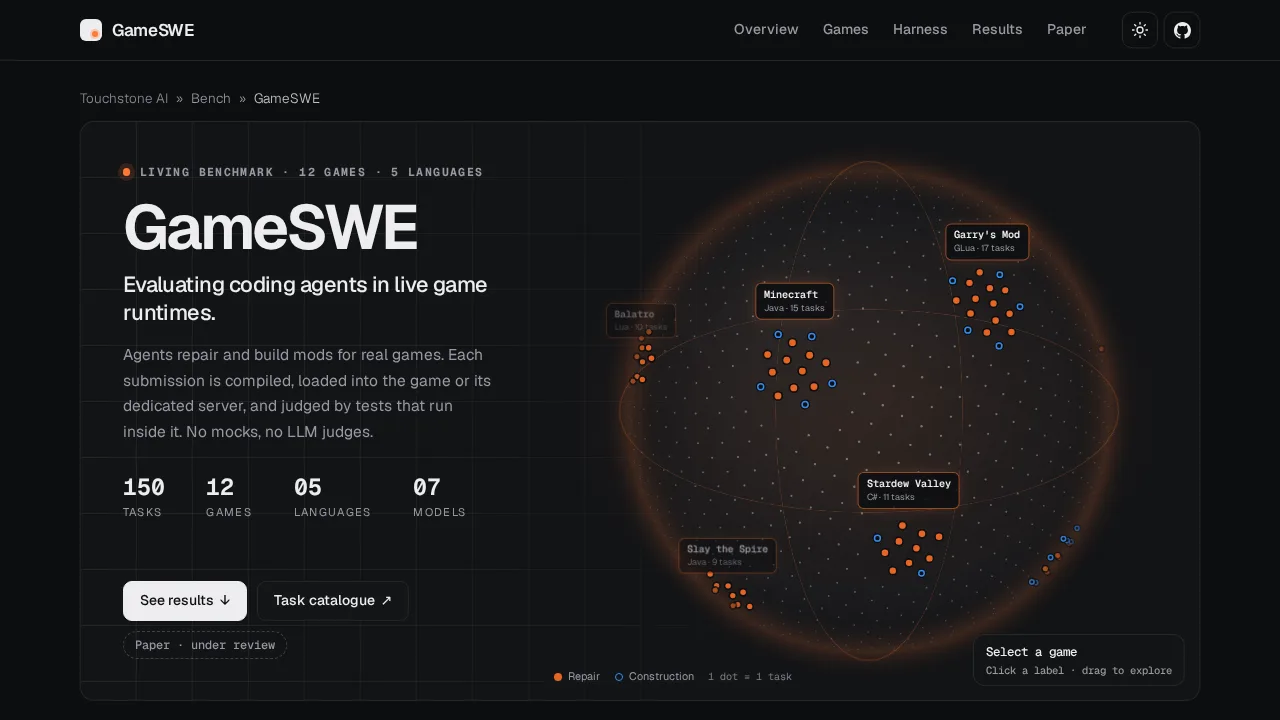 GameSWE
Overview Games Harness Results Paper
Touchstone AI » Bench » GameSWE
LIVING BENCHMARK · 12 GAMES · 5 LANGUAGES
GameSWE
Evaluating coding agents in live game
runtimes.
Agents repair and build mods for real games. Each
submission is compiled, loaded into the game or its
dedicated server, and judged by tests that run
inside it. No mocks, no LLM judges.
150 12 05 07
TASKS GAMES LANGUAGES MODELS
See results ↓ Task catalogue ↗
Paper · under review
Garry's Mod
GLua · 17 tasks
Minecraft
Java · 15 tasks
Balatro
Lua · 10 tasks
Stardew Valley
C# · 11 tasks
Slay the Spire
Java · 9 tasks
Select a game
Click a label · drag to explore
Repair Construction 1 dot = 1 task